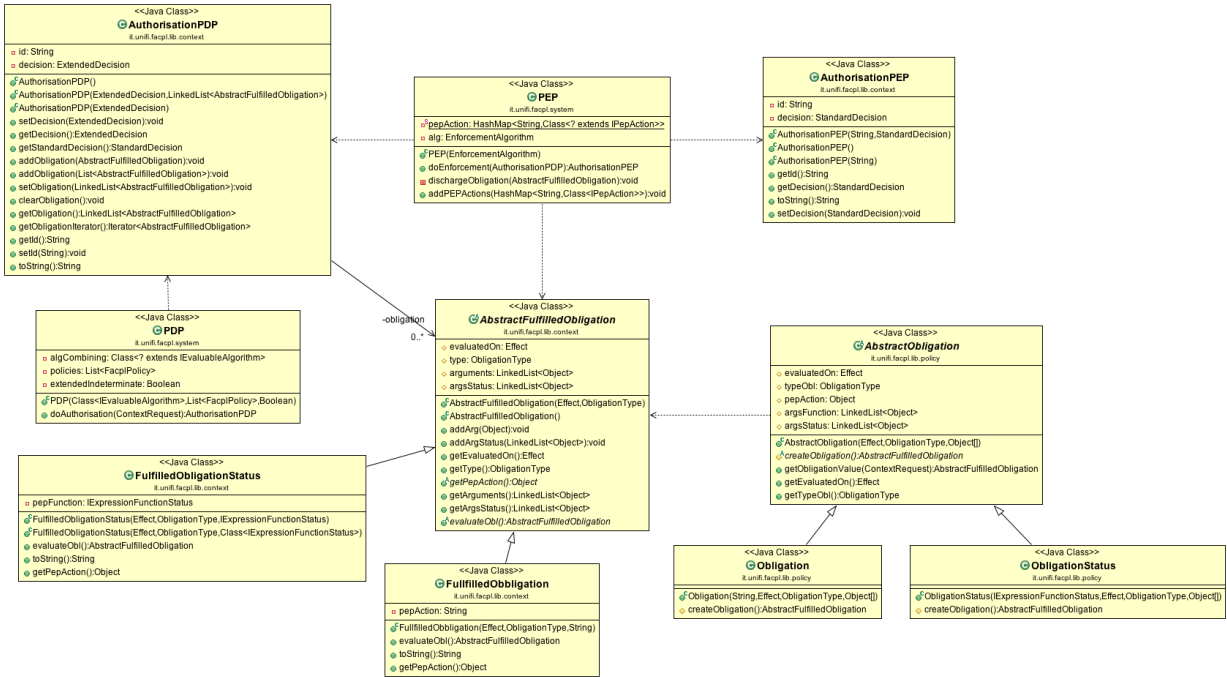 <<Java Class>>
AuthorisationPDP
it.unifi.facpl.lib.context
id: String
decision: ExtendedDecision
AuthorisationPDP()
AuthorisationPDP(ExtendedDecision,LinkedList<AbstractFulfilledObligation>)
AuthorisationPDP(ExtendedDecision)
setDecision(ExtendedDecision):void
getDecision():ExtendedDecision
getStandardDecision():StandardDecision
addObligation(AbstractFulfilledObligation):void
addObligation(List<AbstractFulfilledObligation>):void
setObligation(LinkedList<AbstractFulfilledObligation>):void
clearObligation():void
getObligation():LinkedList<AbstractFulfilledObligation>
getObligationIterator():Iterator<AbstractFulfilledObligation>
getId():String
setId(String):void
toString():String
<<Java Class>>
PEP
it.unifi.facpl.system
pepAction: HashMap<String,Class<? extends IPepAction>>
alg: EnforcementAlgorithm
PEP(EnforcementAlgorithm)
doEnforcement(AuthorisationPDP):AuthorisationPEP
dischargeObligation(AbstractFulfilledObligation):void
addPEPActions(HashMap<String,Class<IPepAction>>):void
<<Java Class>>
AuthorisationPEP
it.unifi.facpl.lib.context
id: String
decision: StandardDecision
AuthorisationPEP(String,StandardDecision)
AuthorisationPEP()
AuthorisationPEP(String)
getId():String
getDecision():StandardDecision
toString():String
setDecision(StandardDecision):void
-obligation
0..*
<<Java Class>>
PDP
it.unifi.facpl.system
algCombining: Class<? extends IEvaluableAlgorithm>
policies: List<FacplPolicy>
extendedIndeterminate: Boolean
PDP(Class<IEvaluableAlgorithm>,List<FacplPolicy>,Boolean)
doAuthorisation(ContextRequest):AuthorisationPDP
<<Java Class>>
AbstractFulfilledObligation
it.unifi.facpl.lib.context
evaluatedOn: Effect
type: ObligationType
arguments: LinkedList<Object>
argsStatus: LinkedList<Object>
AbstractFulfilledObligation(Effect,ObligationType)
AbstractFulfilledObligation()
addArg(Object):void
addArgStatus(LinkedList<Object>):void
getEvaluatedOn():Effect
getType():ObligationType
getPepAction():Object
getArguments():LinkedList<Object>
getArgsStatus():LinkedList<Object>
evaluateObl():AbstractFulfilledObligation
<<Java Class>>
AbstractObligation
it.unifi.facpl.lib.policy
evaluatedOn: Effect
typeObl: ObligationType
pepAction: Object
argsFunction: LinkedList<Object>
argsStatus: LinkedList<Object>
AbstractObligation(Effect,ObligationType,Object[])
createObligation():AbstractFulfilledObligation
getObligationValue(ContextRequest):AbstractFulfilledObligation
getEvaluatedOn():Effect
getTypeObl():ObligationType
<<Java Class>>
FulfilledObligationStatus
it.unifi.facpl.lib.context
pepFunction: IExpressionFunctionStatus
FulfilledObligationStatus(Effect,ObligationType,IExpressionFunctionStatus)
FulfilledObligationStatus(Effect,ObligationType,Class<IExpressionFunctionStatus>)
evaluateObl():AbstractFulfilledObligation
toString():String
getPepAction():Object
<<Java Class>>
FullfilledObbligation
it.unifi.facpl.lib.context
pepAction: String
FullfilledObbligation(Effect,ObligationType,String)
evaluateObl():AbstractFulfilledObligation
toString():String
getPepAction():Object
<<Java Class>>
Obligation
it.unifi.facpl.lib.policy
Obligation(String,Effect,ObligationType,Object[])
createObligation():AbstractFulfilledObligation
<<Java Class>>
ObligationStatus
it.unifi.facpl.lib.policy
ObligationStatus(IExpressionFunctionStatus,Effect,ObligationType,Object[])
createObligation():AbstractFulfilledObligation